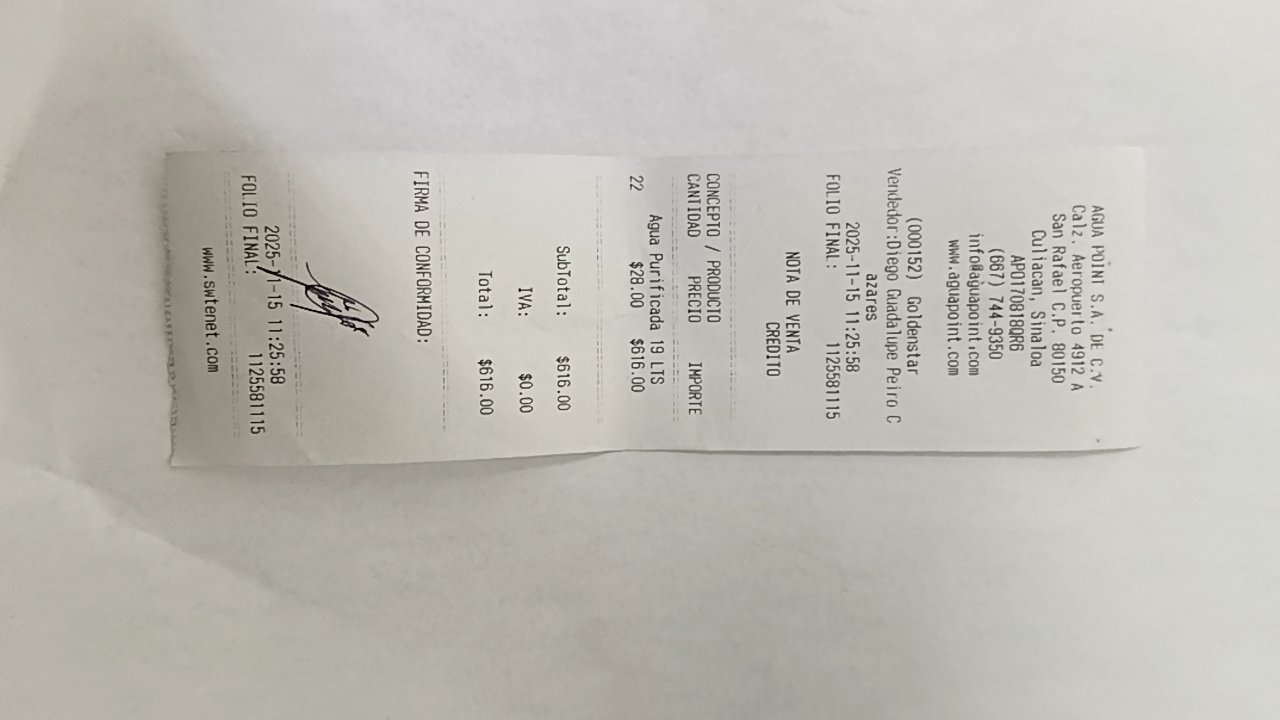 AGUA POINT S.A. DE C.V.
Calz. Aeropuerto 4912 A
San Rafael C.P. 80150
Culiacan, Sinaloa
APO170818QR6
(667) 744-9350
info@aguapoint.com
www.aguapoint.com
(000152) Goldenstar
Vendedor:Diego Guadalupe Peiro C
azares
2025-11-15 11:25:58
FOLIO FINAL: 1125581115
NOTA DE VENTA
CREDITO
CONCEPTO / PRODUCTO
CANTIDAD PRECIO IMPORTE
Agua Purificada 19 LTS
22 $28.00 $616.00
SubTotal: $616.00
IVA: $0.00
Total: $616.00
FIRMA DE CONFORMIDAD:
2025-11-15 11:25:58
FOLIO FINAL: 1125581115
www.swtenet.com